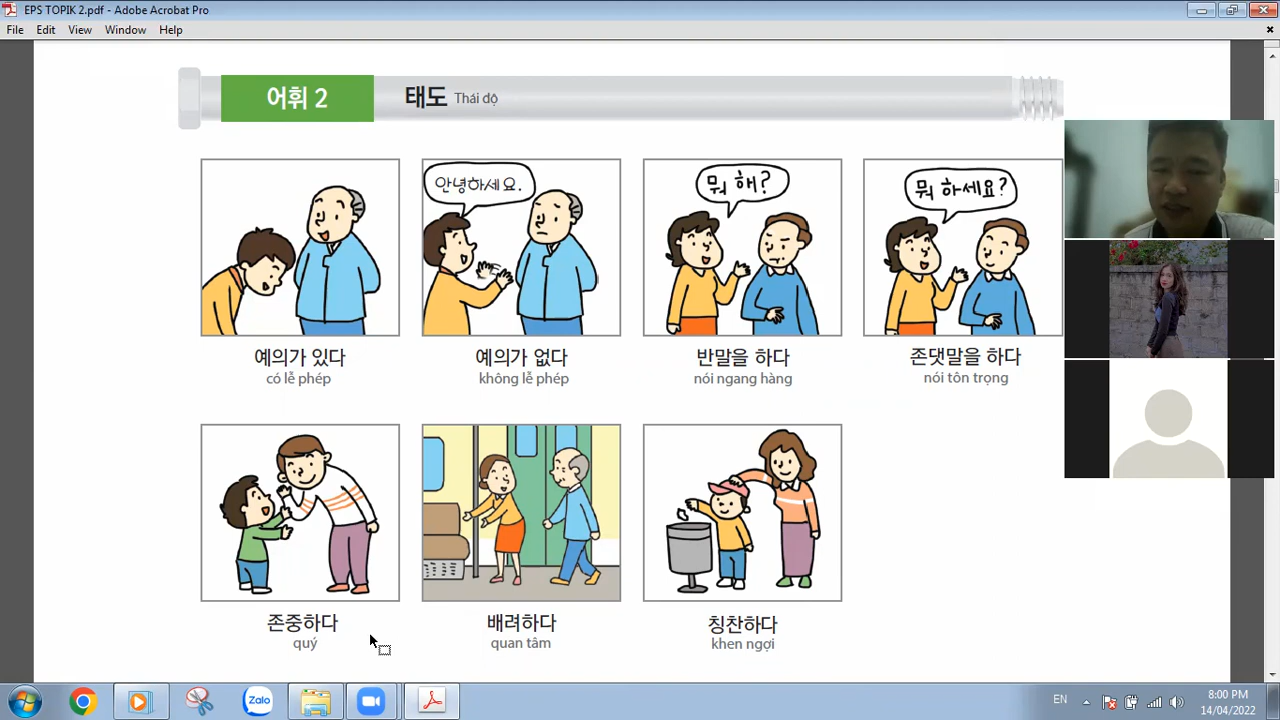 EPS TOPIK 2.pdf - Adobe Acrobat Pro
File Edit View Window Help
어휘 2 태도 Thái dộ
안녕하세요.
뭐 해?
뭐 하세요?
예의가 있다
có lễ phép
예의가 없다
không lễ phép
반말을 하다
nói ngang hàng
존댓말을 하다
nói tôn trọng
존중하다
quý
배려하다
quan tâm
칭찬하다
khen ngợi
Zalo
EN
8:00 PM
14/04/2022